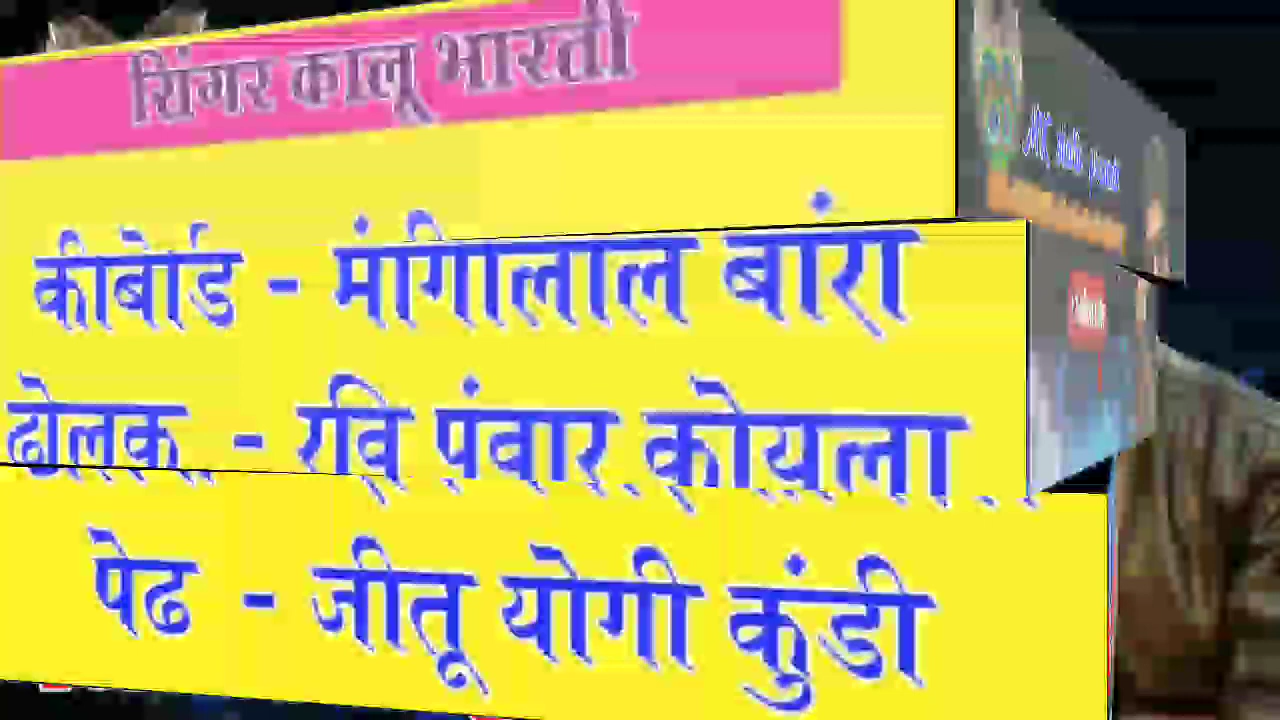 सिंगर कालू भारती
कीबोर्ड - मांगीलाल बांरा
ढोलक - रवि पंवार कोयला
पेढ - जीतू योगी कुंडी